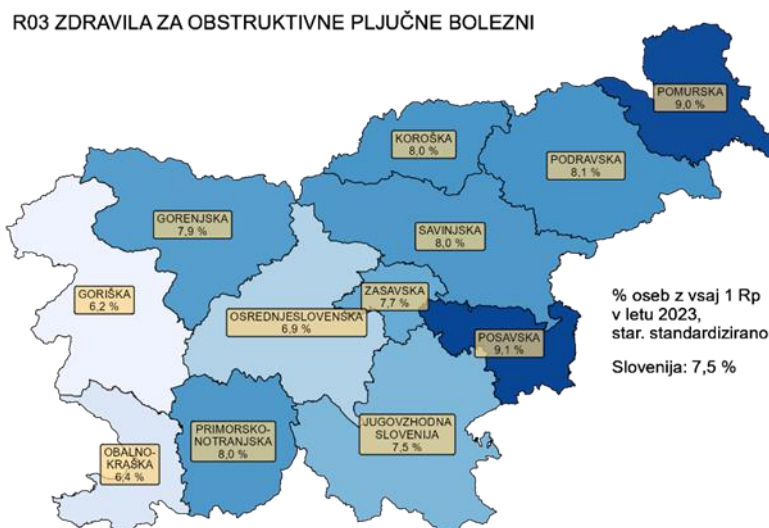 R03 ZDRAVILA ZA OBSTRUKTIVNE PLJUČNE BOLEZNI
POMURSKA
9,0 %
KOROŠKA
8,0 %
PODRAVSKA
8,1 %
GORENJSKA
7,9 %
SAVINJSKA
8,0 %
GORIŠKA
6,2 %
ZASAVSKA
7,7 %
OSREDNJESLOVENSKA
6,9 %
POSAVSKA
9,1 %
% oseb z vsaj 1 Rp
v letu 2023,
star. standardizirano
Slovenija: 7,5 %
PRIMORSKO-
NOTRANJSKA
8,0 %
JUGOVZHODNA
SLOVENIJA
7,5 %
OBALNO-
KRAŠKA
6,4 %